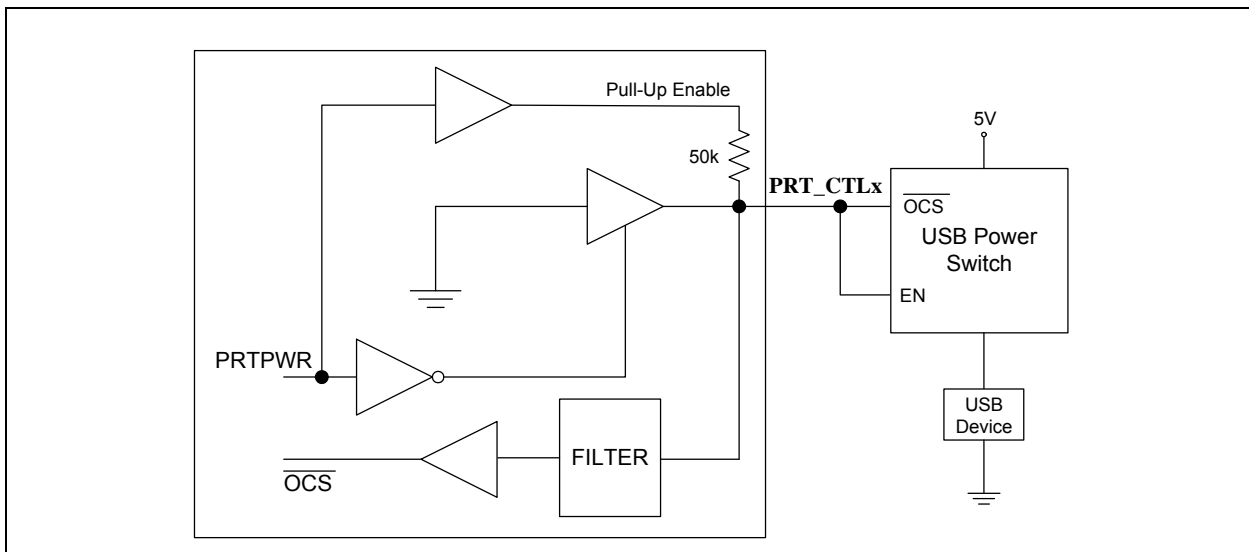 Pull-Up Enable
5V
50k
PRT_CTLx
OCS
USB Power
Switch
EN
PRTPWR
FILTER
OCS
USB
Device